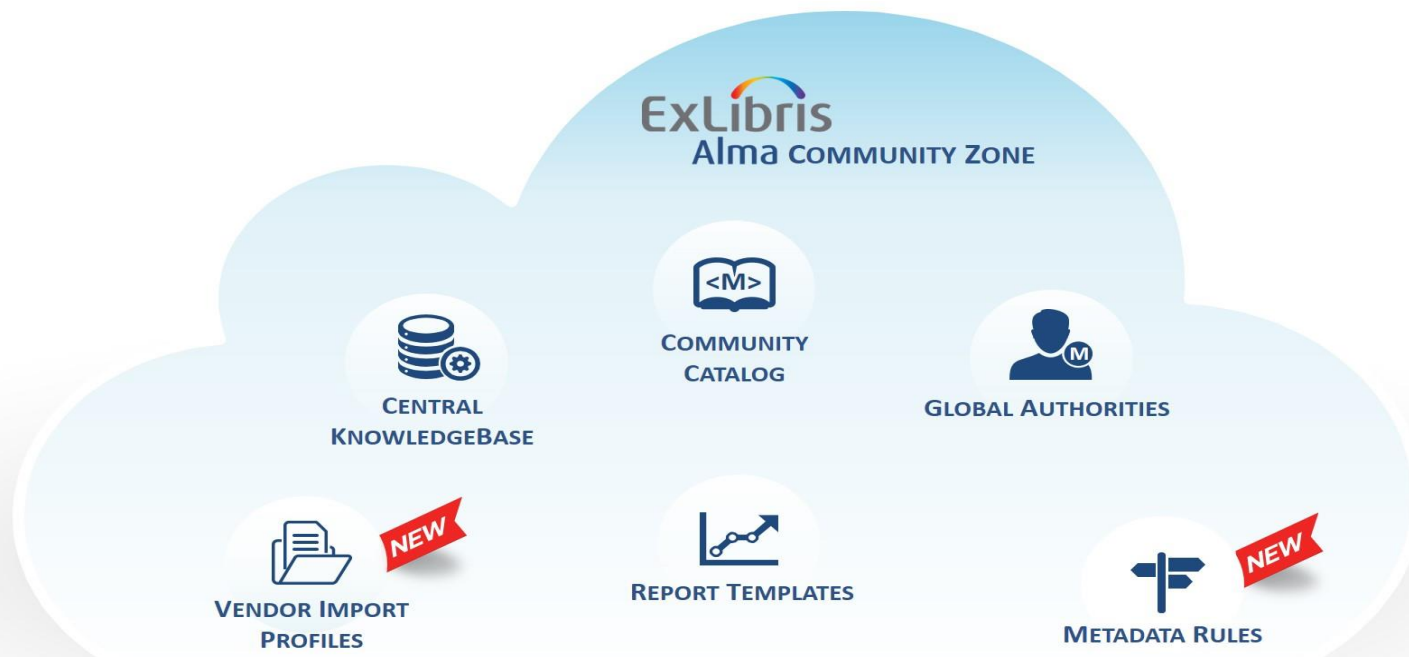 ExLibris
Alma COMMUNITY ZONE
<M>
COMMUNITY
CATALOG
CENTRAL
KNOWLEDGEBASE
M
GLOBAL AUTHORITIES
NEW
VENDOR IMPORT
PROFILES
REPORT TEMPLATES
NEW
METADATA RULES